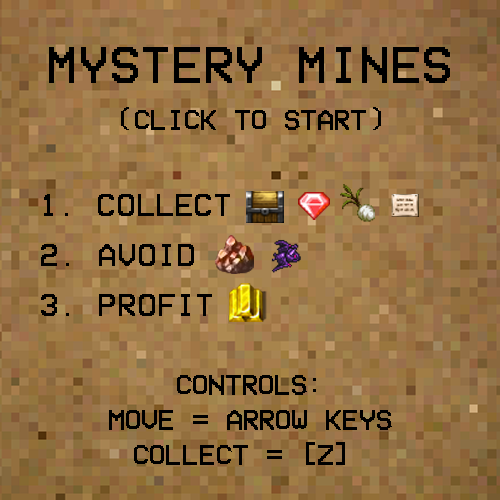 MYSTERY MINES
(CLICK TO START)
1. COLLECT
2. AVOID
3. PROFIT
CONTROLS:
MOVE = ARROW KEYS
COLLECT = [Z]